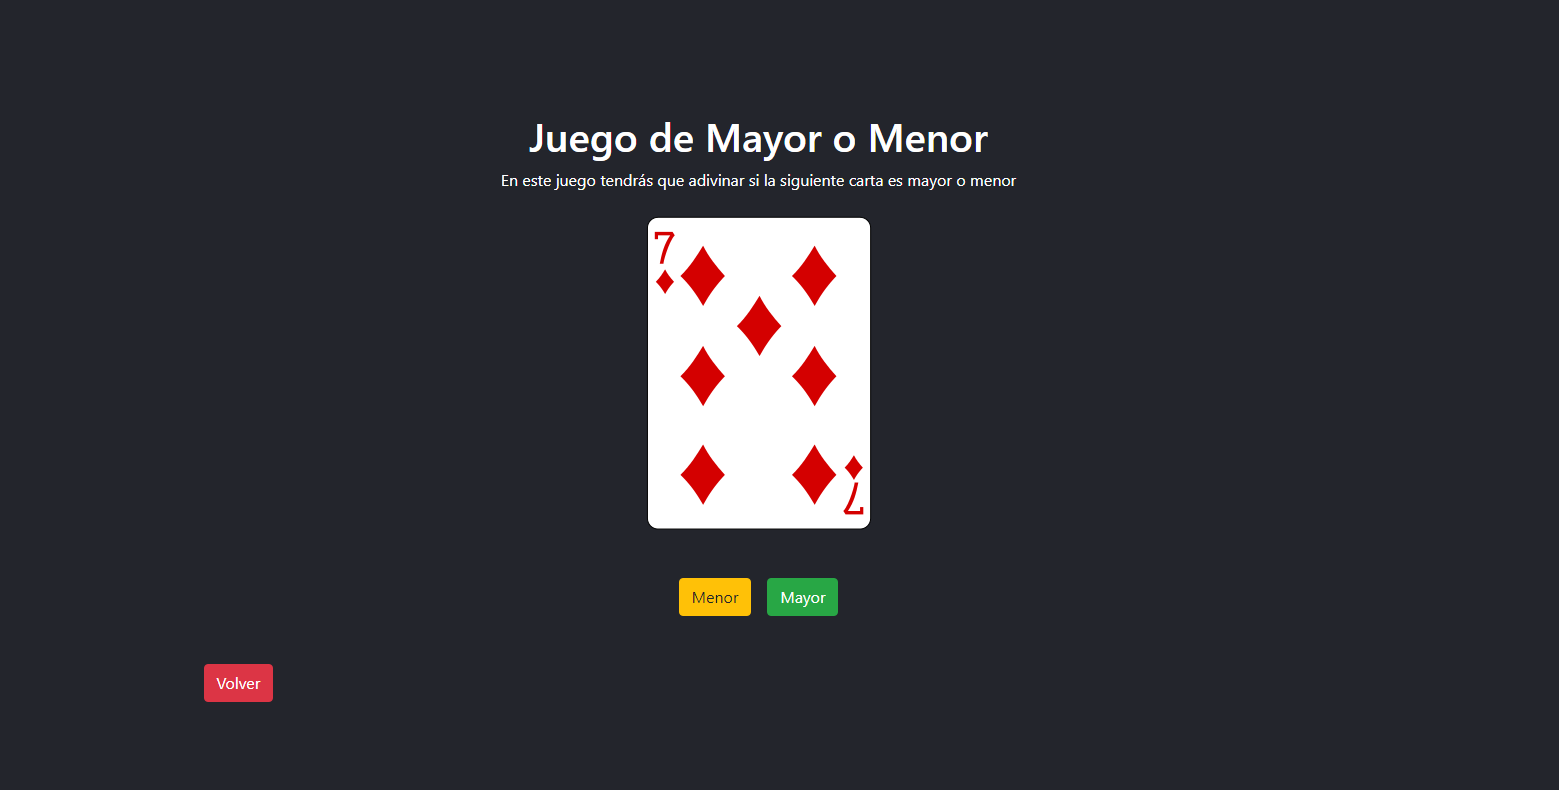 Juego de Mayor o Menor
En este juego tendrás que adivinar si la siguiente carta es mayor o menor
7
7
Menor Mayor
Volver